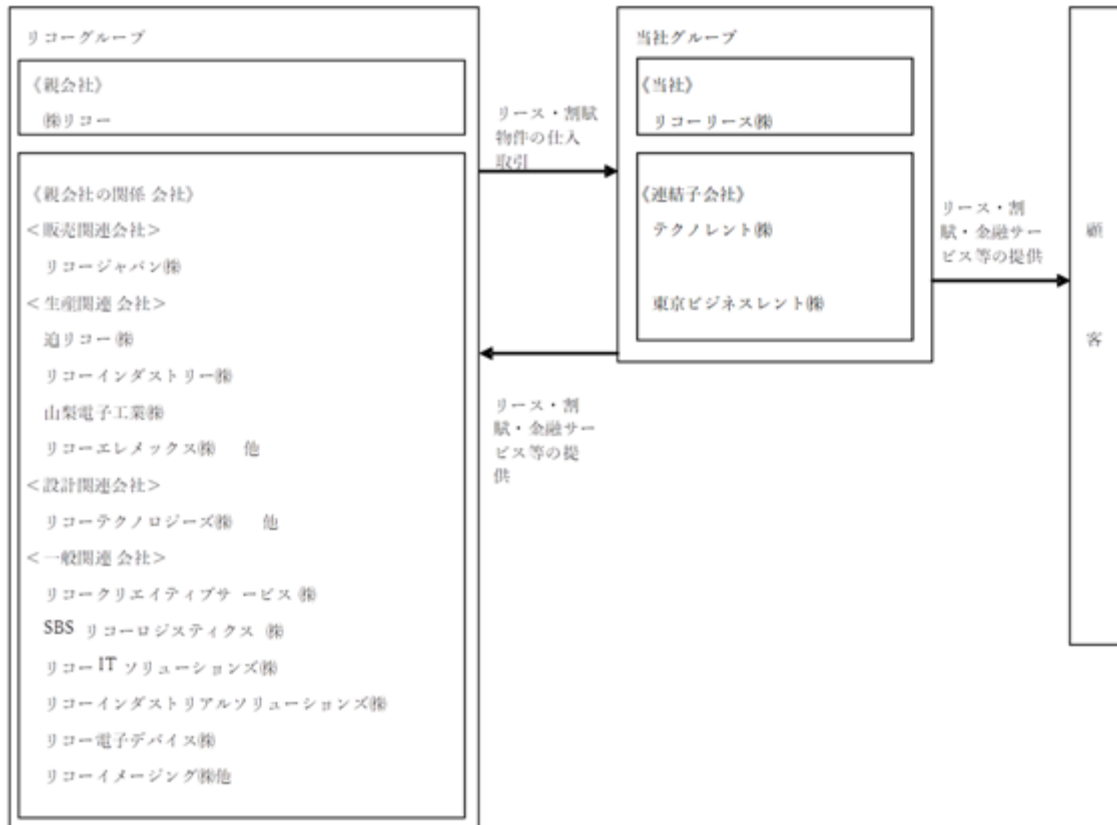 リコーグループ
《親会社》
㈱リコー
《親会社の関係 会社》
＜販売関連会社＞
リコージャパン㈱
＜生産関連 会社＞
迫リコー ㈱
リコーインダストリー㈱
山梨電子工業㈱
リコーエレメックス㈱　他
＜設計関連会社＞
リコーテクノロジーズ㈱　他
＜一般関連 会社＞
リコークリエイティブサ ービス ㈱
SBS リコーロジスティクス ㈱
リコー IT ソリューションズ㈱
リコーインダストリアルソリューションズ㈱
リコー電子デバイス㈱
リコーイメージング㈱他
リース・割賦
物件の仕入
取引
リース・割
賦・金融サー
ビス等の提
供
当社グループ
《当社》
リコーリース㈱
《連結子会社》
テクノレント㈱
東京ビジネスレント㈱
リース・割
賦・金融サー
ビス等の提供
顧
客